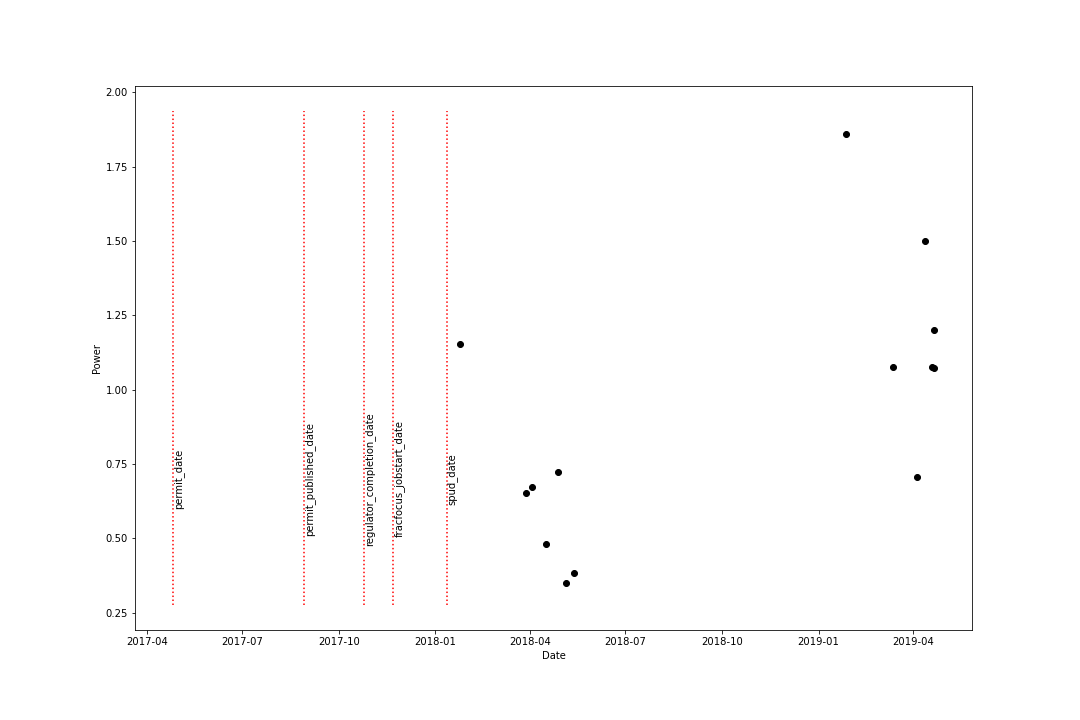 2.00
1.75
1.50
1.25
1.00
0.75
0.50
0.25
Power
permit_date
permit_published_date
regulator_completion_date
fracfocus_jobstart_date
spud_date
2017-04
2017-07
2017-10
2018-01
2018-04
2018-07
2018-10
2019-01
2019-04
Date